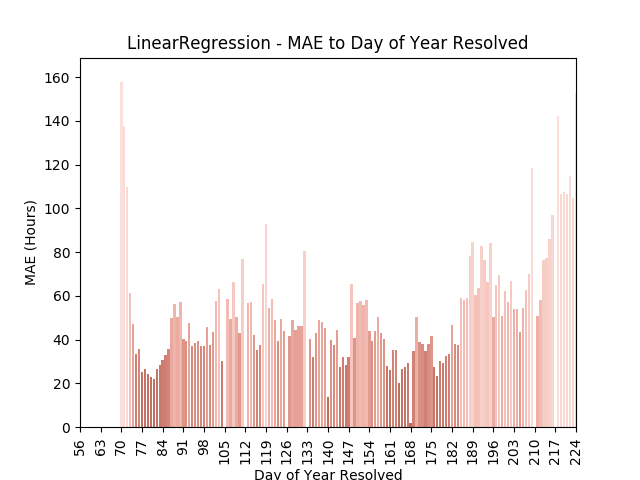 LinearRegression - MAE to Day of Year Resolved
MAE (Hours)
160
140
120
100
80
60
40
20
0
56 63 70 77 84 91 98 105 112 119 126 133 140 147 154 161 168 175 182 189 196 203 210 217 224
Day of Year Resolved